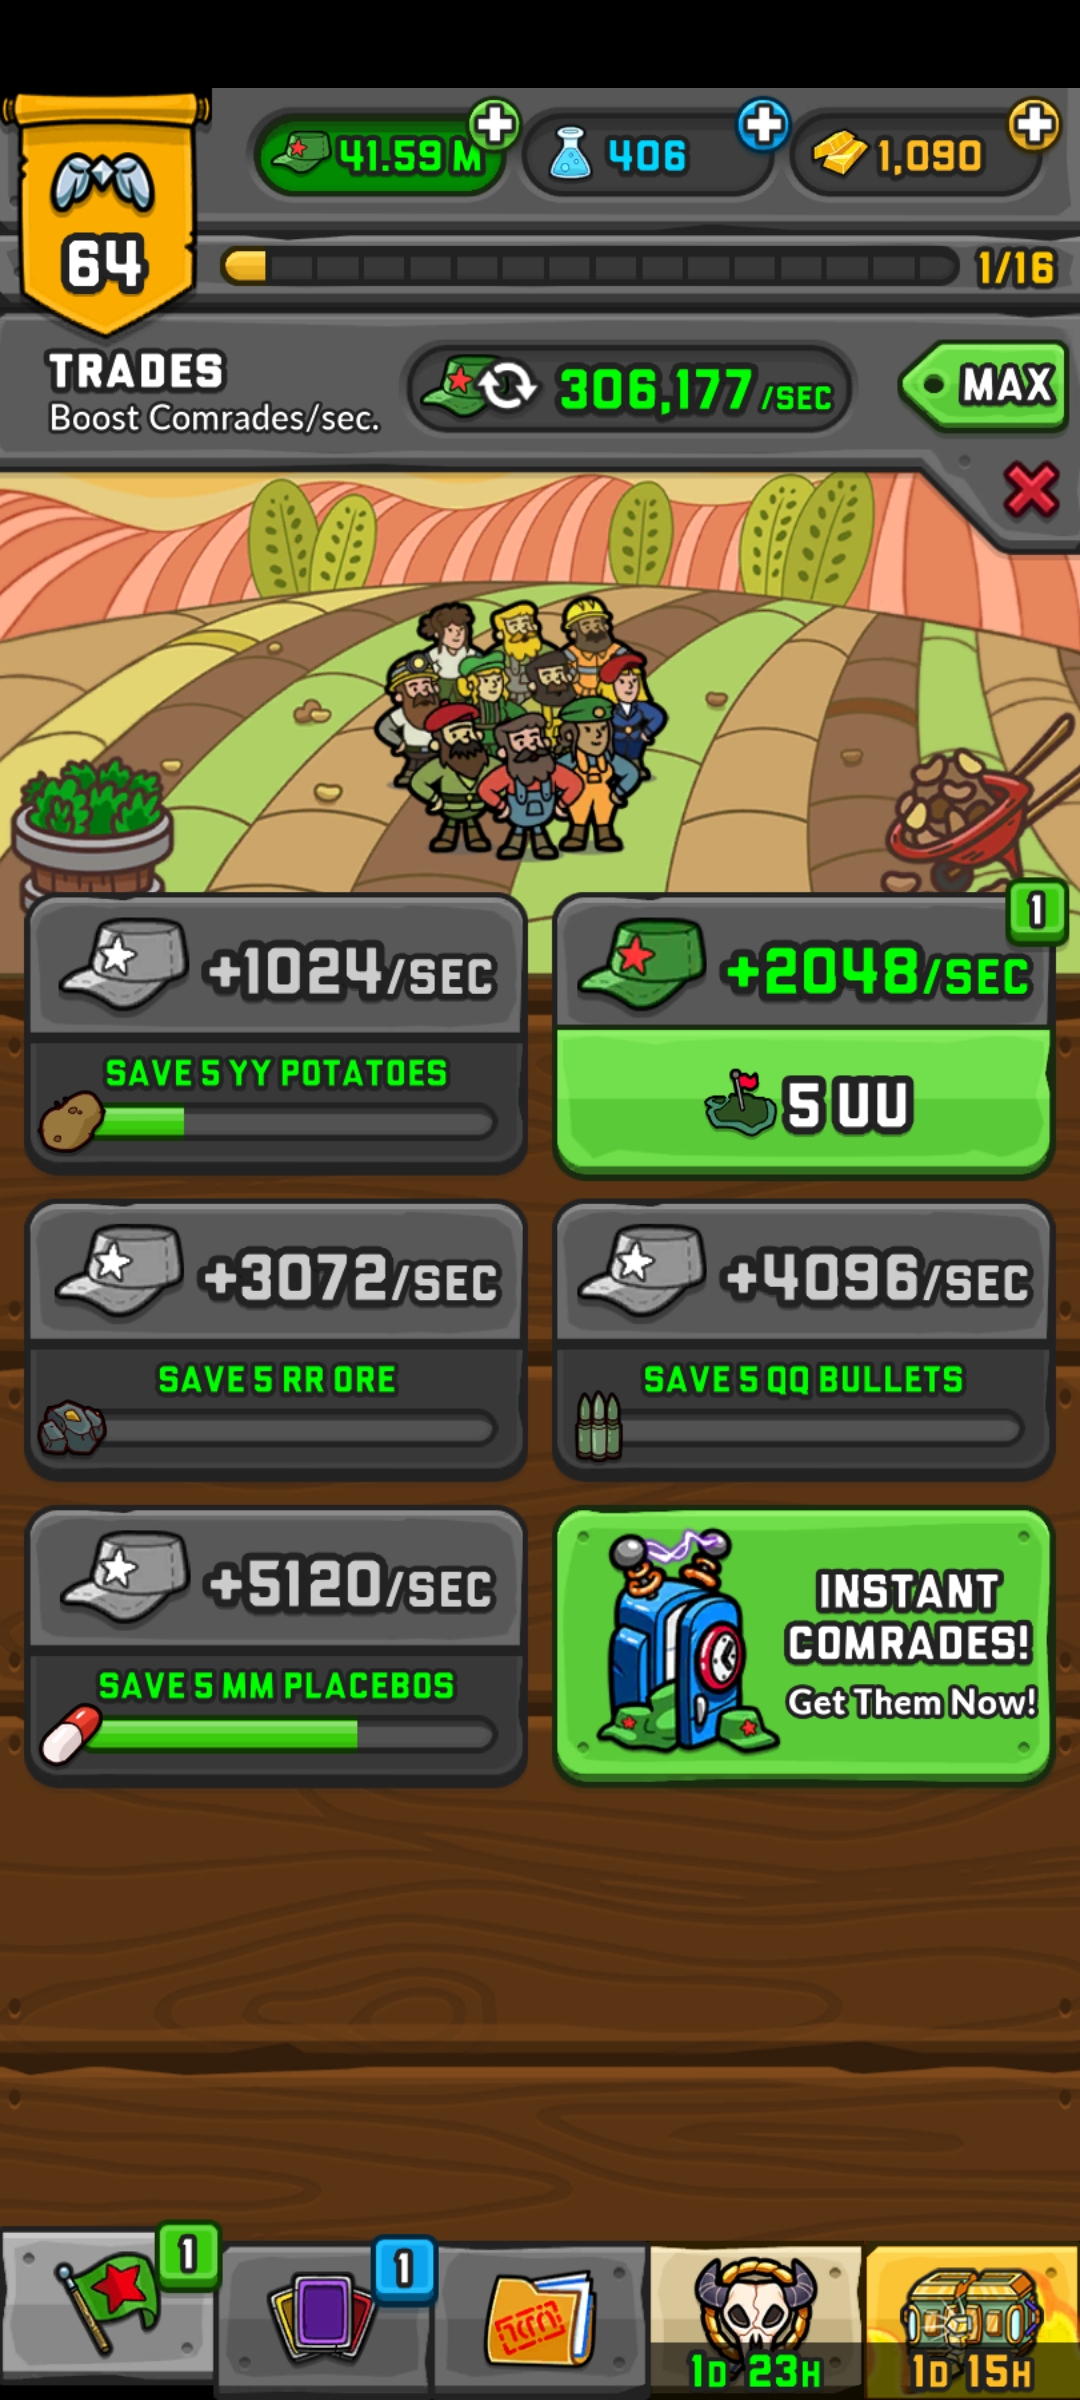 64
41.59 M
406
1,090
1/16
TRADES
Boost Comrades/sec.
306,177/SEC
MAX
+1024/SEC
SAVE 5 YY POTATOES
1
+2048/SEC
5 UU
+3072/SEC
SAVE 5 RR ORE
+4096/SEC
SAVE 5 QQ BULLETS
+5120/SEC
SAVE 5 MM PLACEBOS
INSTANT
COMRADES!
Get Them Now!
1
1
1D 23H
1D 15H